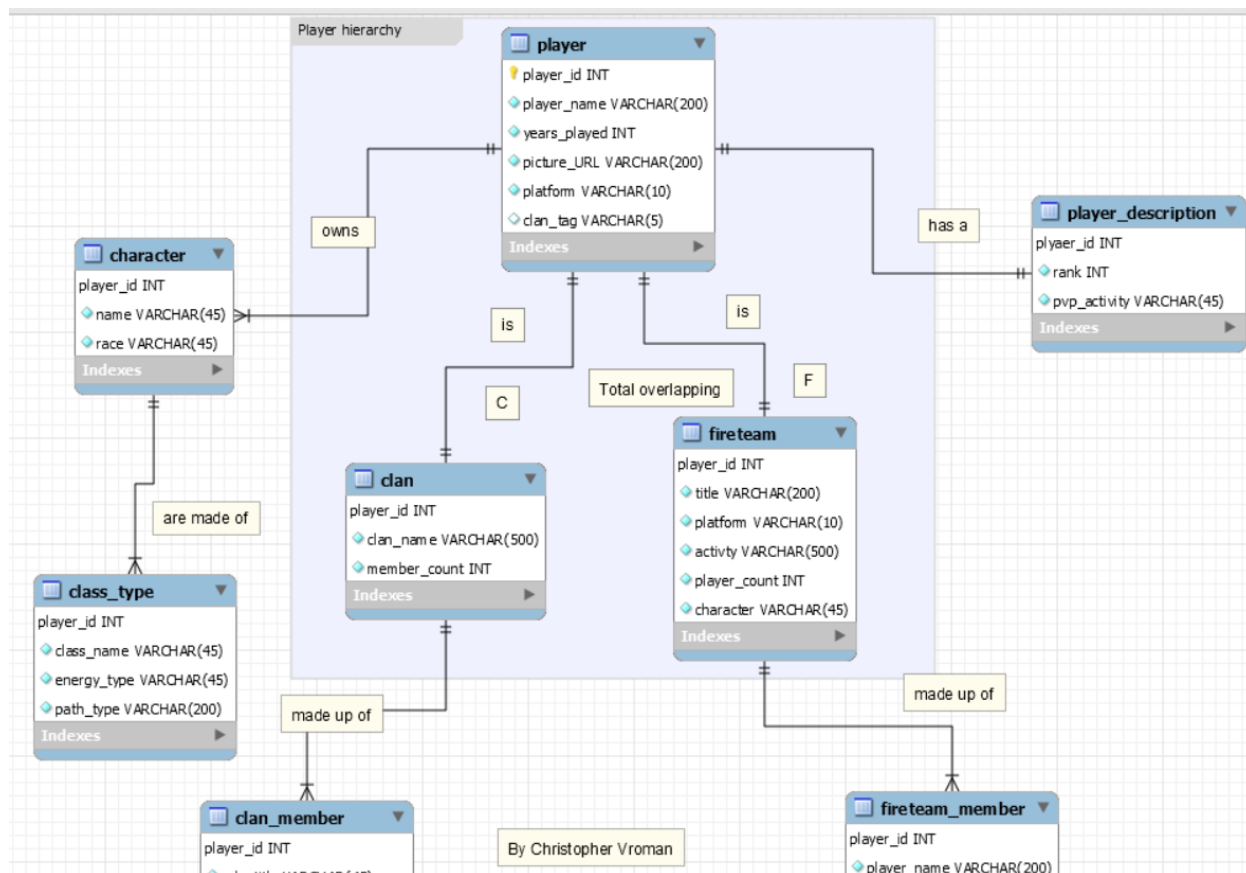 Player hierarchy
player
player_id INT
player_name VARCHAR(200)
years_played INT
picture_URL VARCHAR(200)
platform VARCHAR(10)
clan_tag VARCHAR(5)
Indexes
owns
has a
player_description
plyaer_id INT
rank INT
pvp_activity VARCHAR(45)
Indexes
character
player_id INT
name VARCHAR(45)
race VARCHAR(45)
Indexes
is
is
C
Total overlapping
F
clan
player_id INT
clan_name VARCHAR(500)
member_count INT
Indexes
fireteam
player_id INT
title VARCHAR(200)
platform VARCHAR(10)
activty VARCHAR(500)
player_count INT
character VARCHAR(45)
Indexes
are made of
class_type
player_id INT
class_name VARCHAR(45)
energy_type VARCHAR(45)
path_type VARCHAR(200)
Indexes
made up of
made up of
clan_member
player_id INT
By Christopher Vroman
fireteam_member
player_id INT
player_name VARCHAR(200)